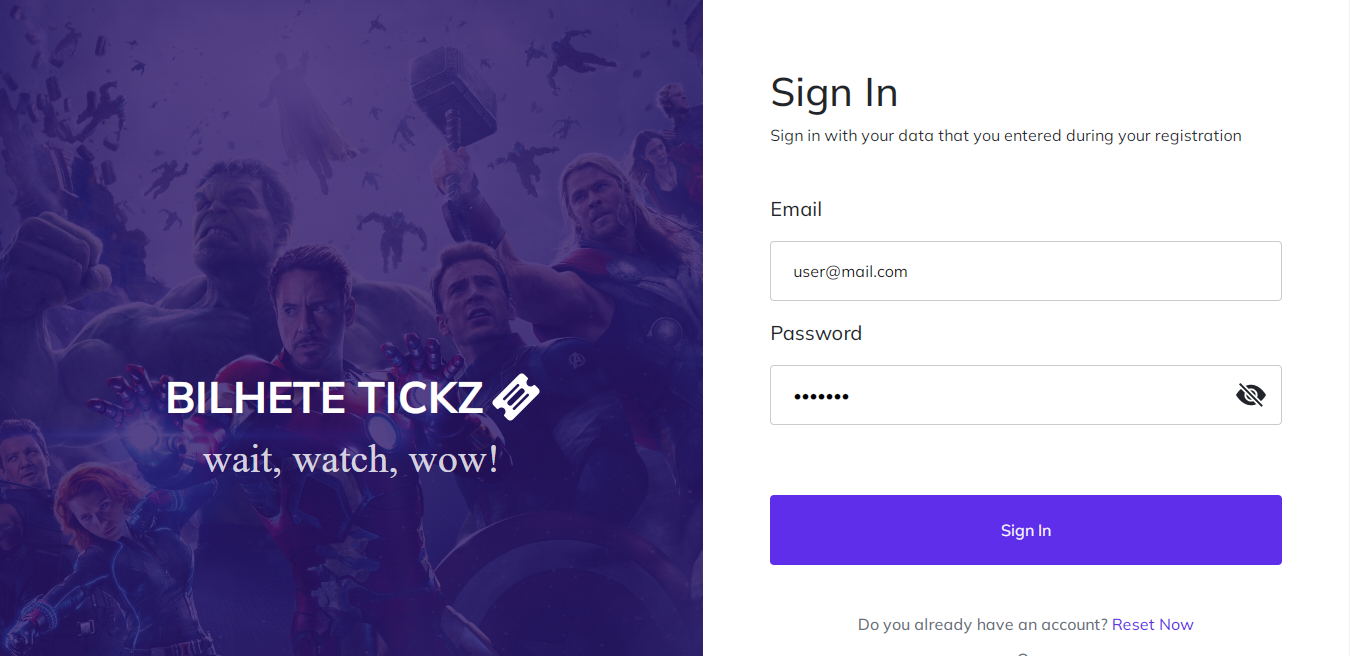 BILHETE TICKZ
wait, watch, wow!
Sign In
Sign in with your data that you entered during your registration
Email
user@mail.com
Password
•••••••
Sign In
Do you already have an account? Reset Now